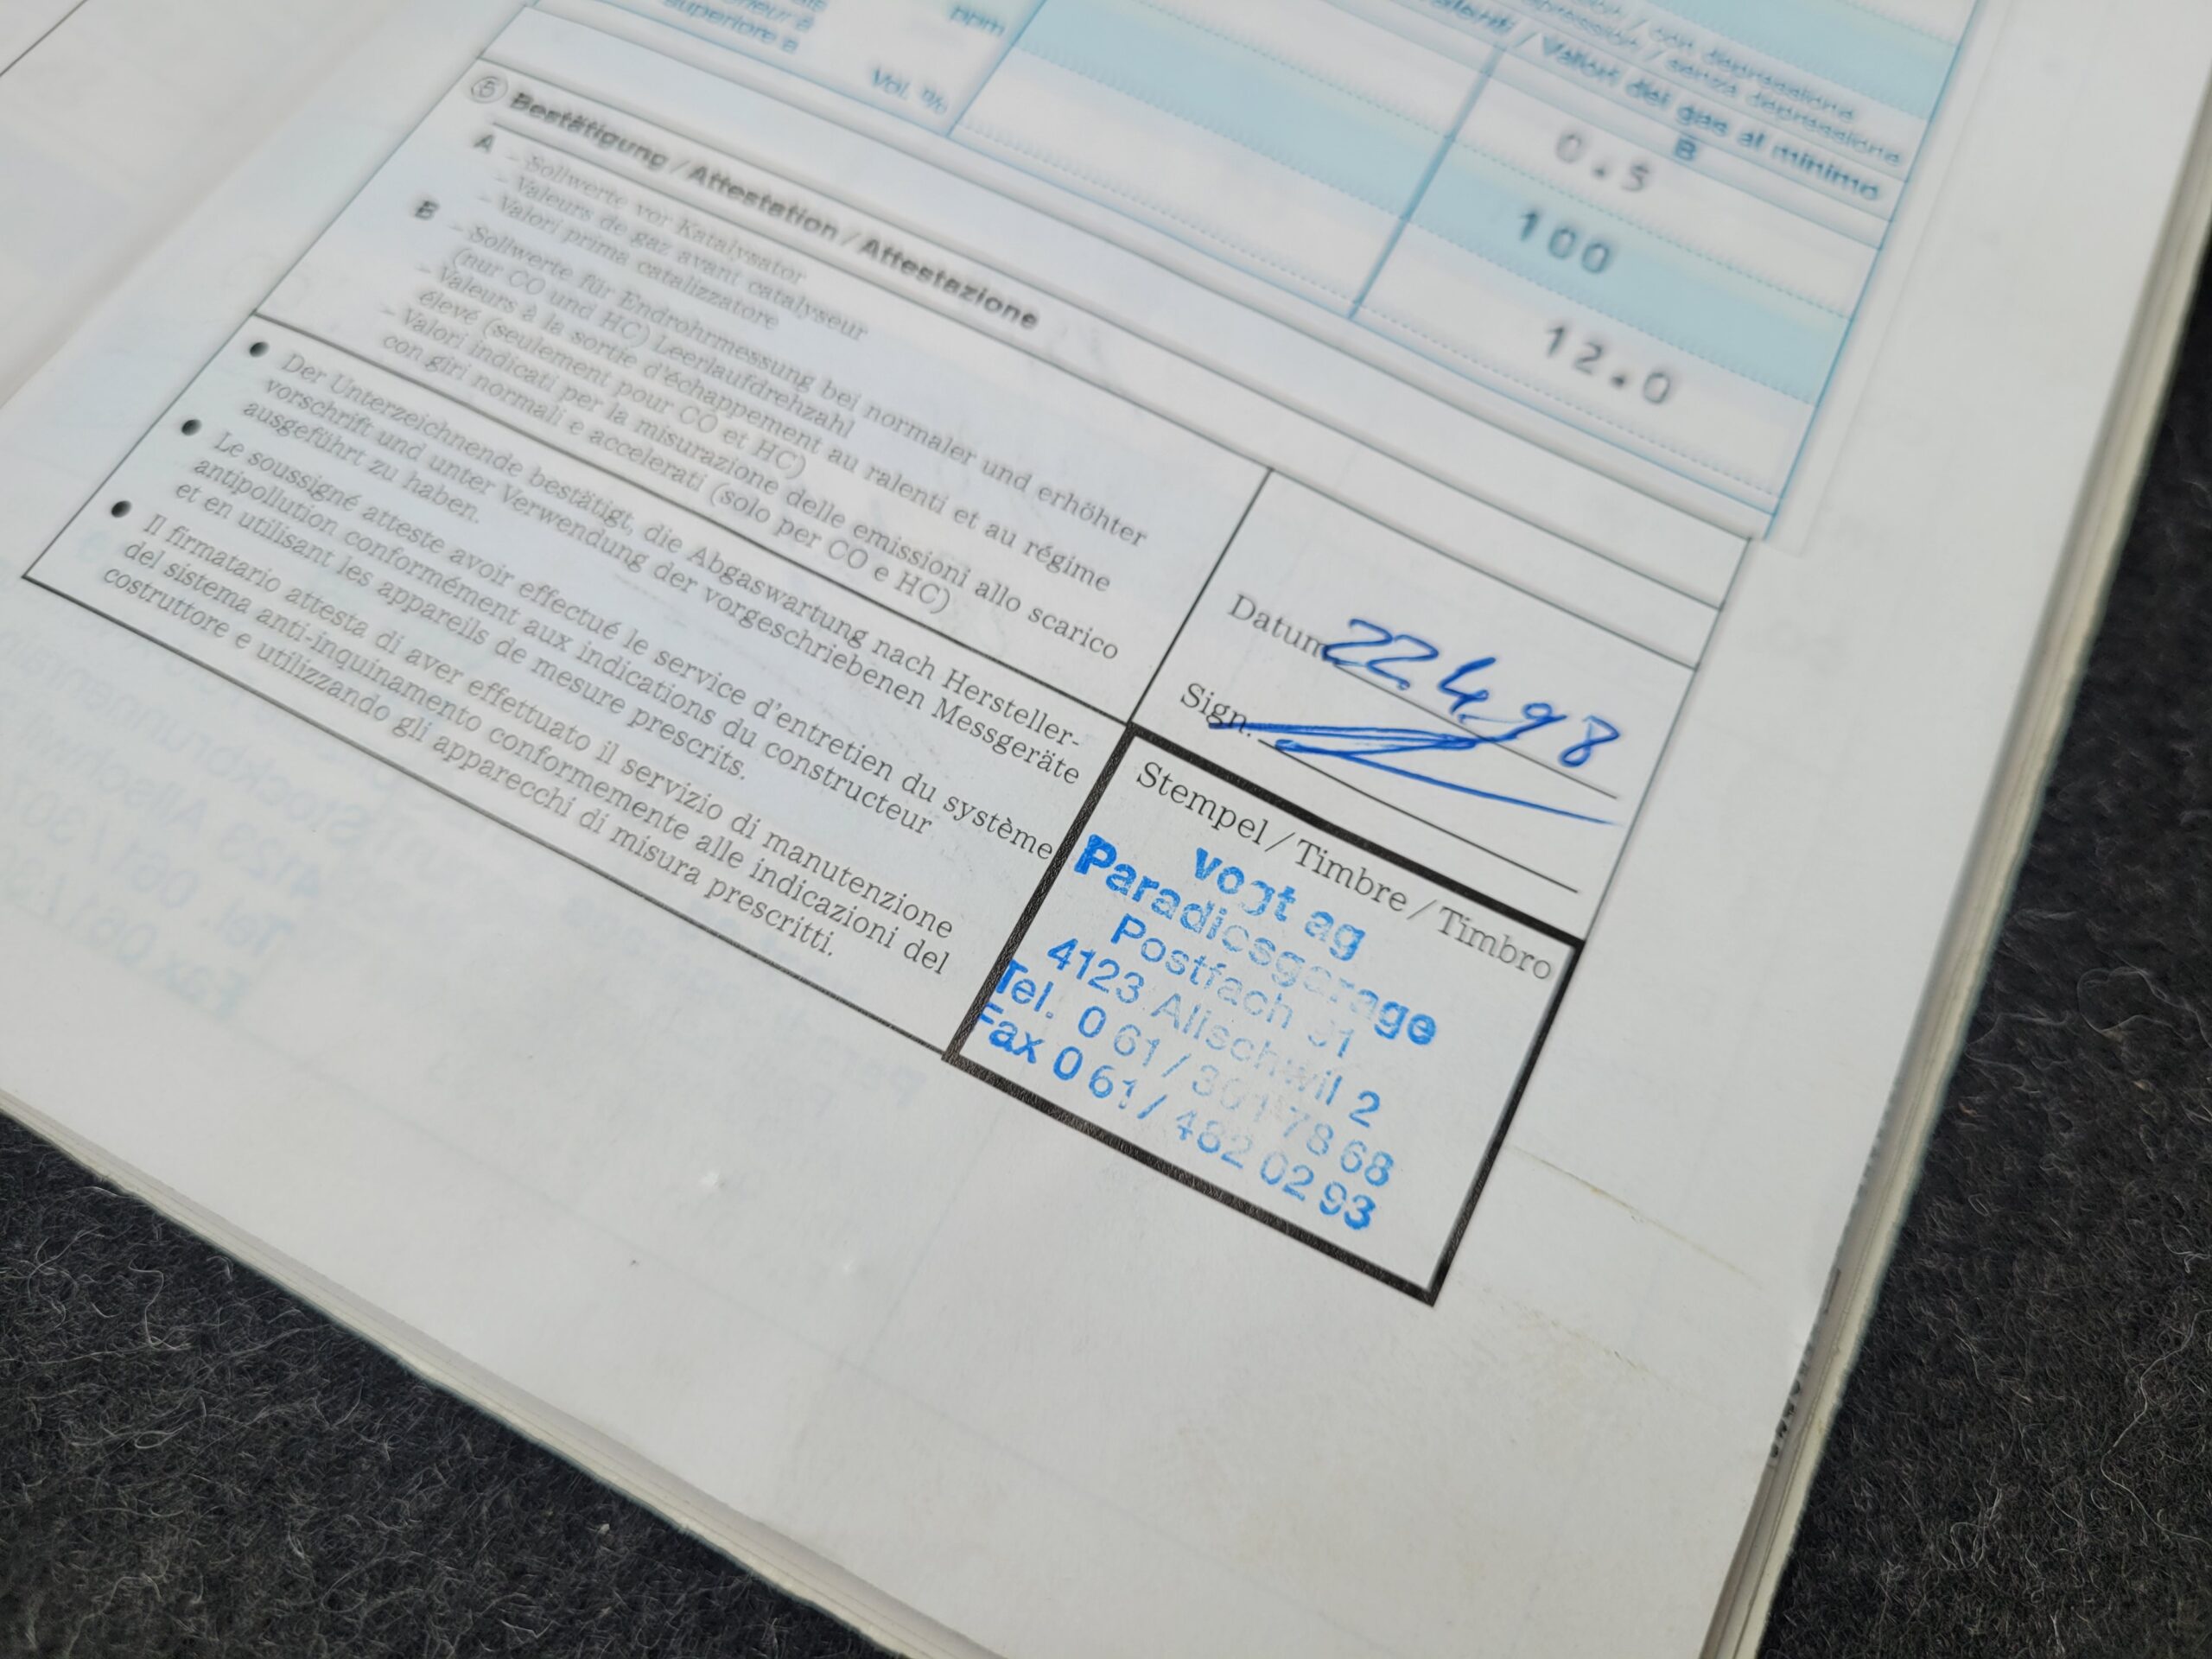 superiore a
ppm
Vol. %
Valori dei gas al minimo
B
0.5
100
12.0
5 Bestätigung / Attestation / Attestazione
A - Sollwerte vor Katalysator
- Valeurs de gaz avant catalyseur
- Valori prima catalizzatore
B - Sollwerte für Endrohrmessung bei normaler und erhöhter
(nur CO und HC) Leerlaufdrehzahl
- Valeurs à la sortie d'échappement au ralenti et au régime
élevé (seulement pour CO et HC)
- Valori indicati per la misurazione delle emissioni allo scarico
con giri normali e accelerati (solo per CO e HC)
• Der Unterzeichnende bestätigt, die Abgaswartung nach Hersteller-
vorschrift und unter Verwendung der vorgeschriebenen Messgeräte
ausgeführt zu haben.
• Le soussigné atteste avoir effectué le service d'entretien du système
antipollution conformément aux indications du constructeur
et en utilisant les appareils de mesure prescrits.
• Il firmatario attesta di aver effettuato il servizio di manutenzione
del sistema anti-inquinamento conformemente alle indicazioni del
costruttore e utilizzando gli apparecchi di misura prescritti.
Datum 22.4.98
Sign.
Stempel / Timbre / Timbro
vogt ag
Paradiesgarage
Postfach
4123 Allschwil 2
Tel. 0 61 / 301 78 68
Fax 0 61 / 482 02 93